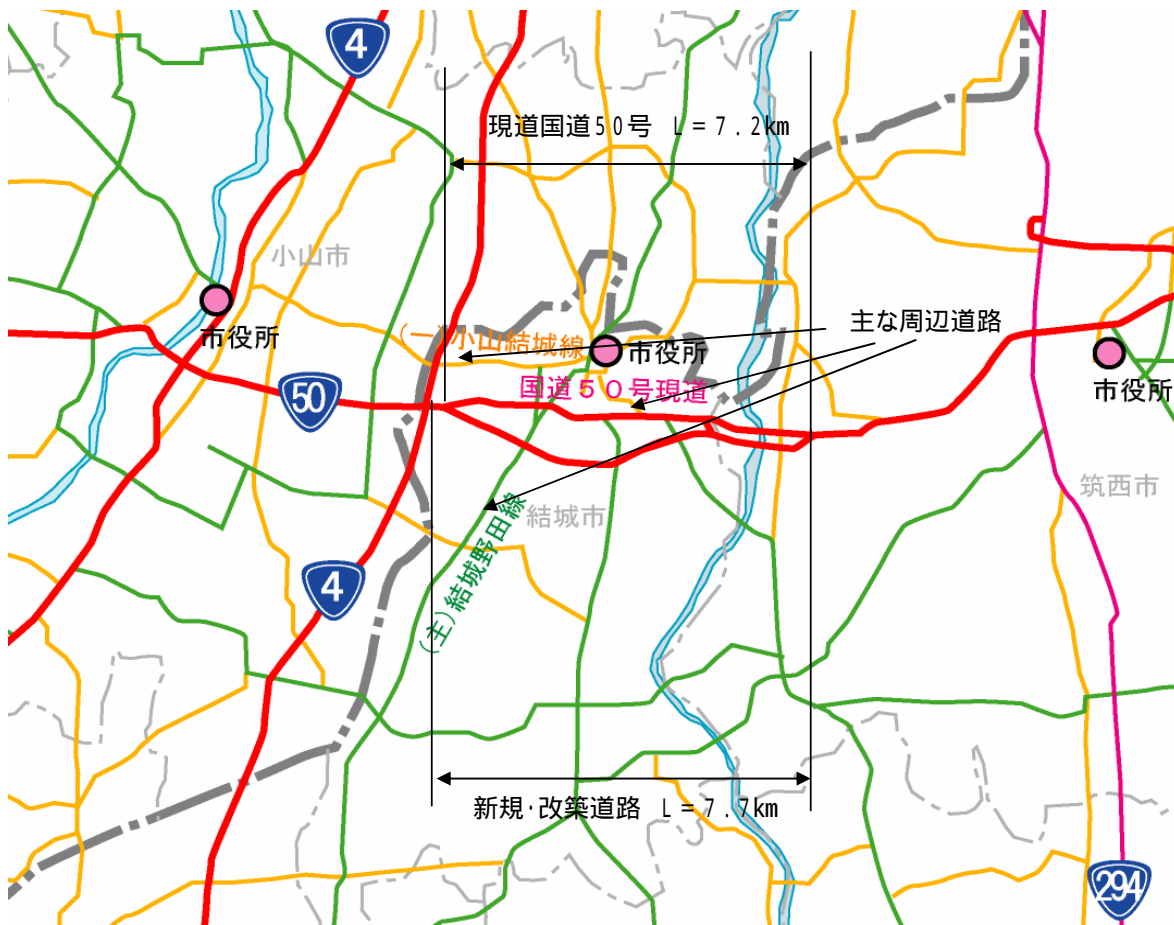 4
現道国道50号 L=7.2km
小山市
市役所
(一)小山結城線
主な周辺道路
市役所
国道50号現道
市役所
50
筑西市
結城市
(主)結城野田線
4
新規・改築道路 L=7.7km
294